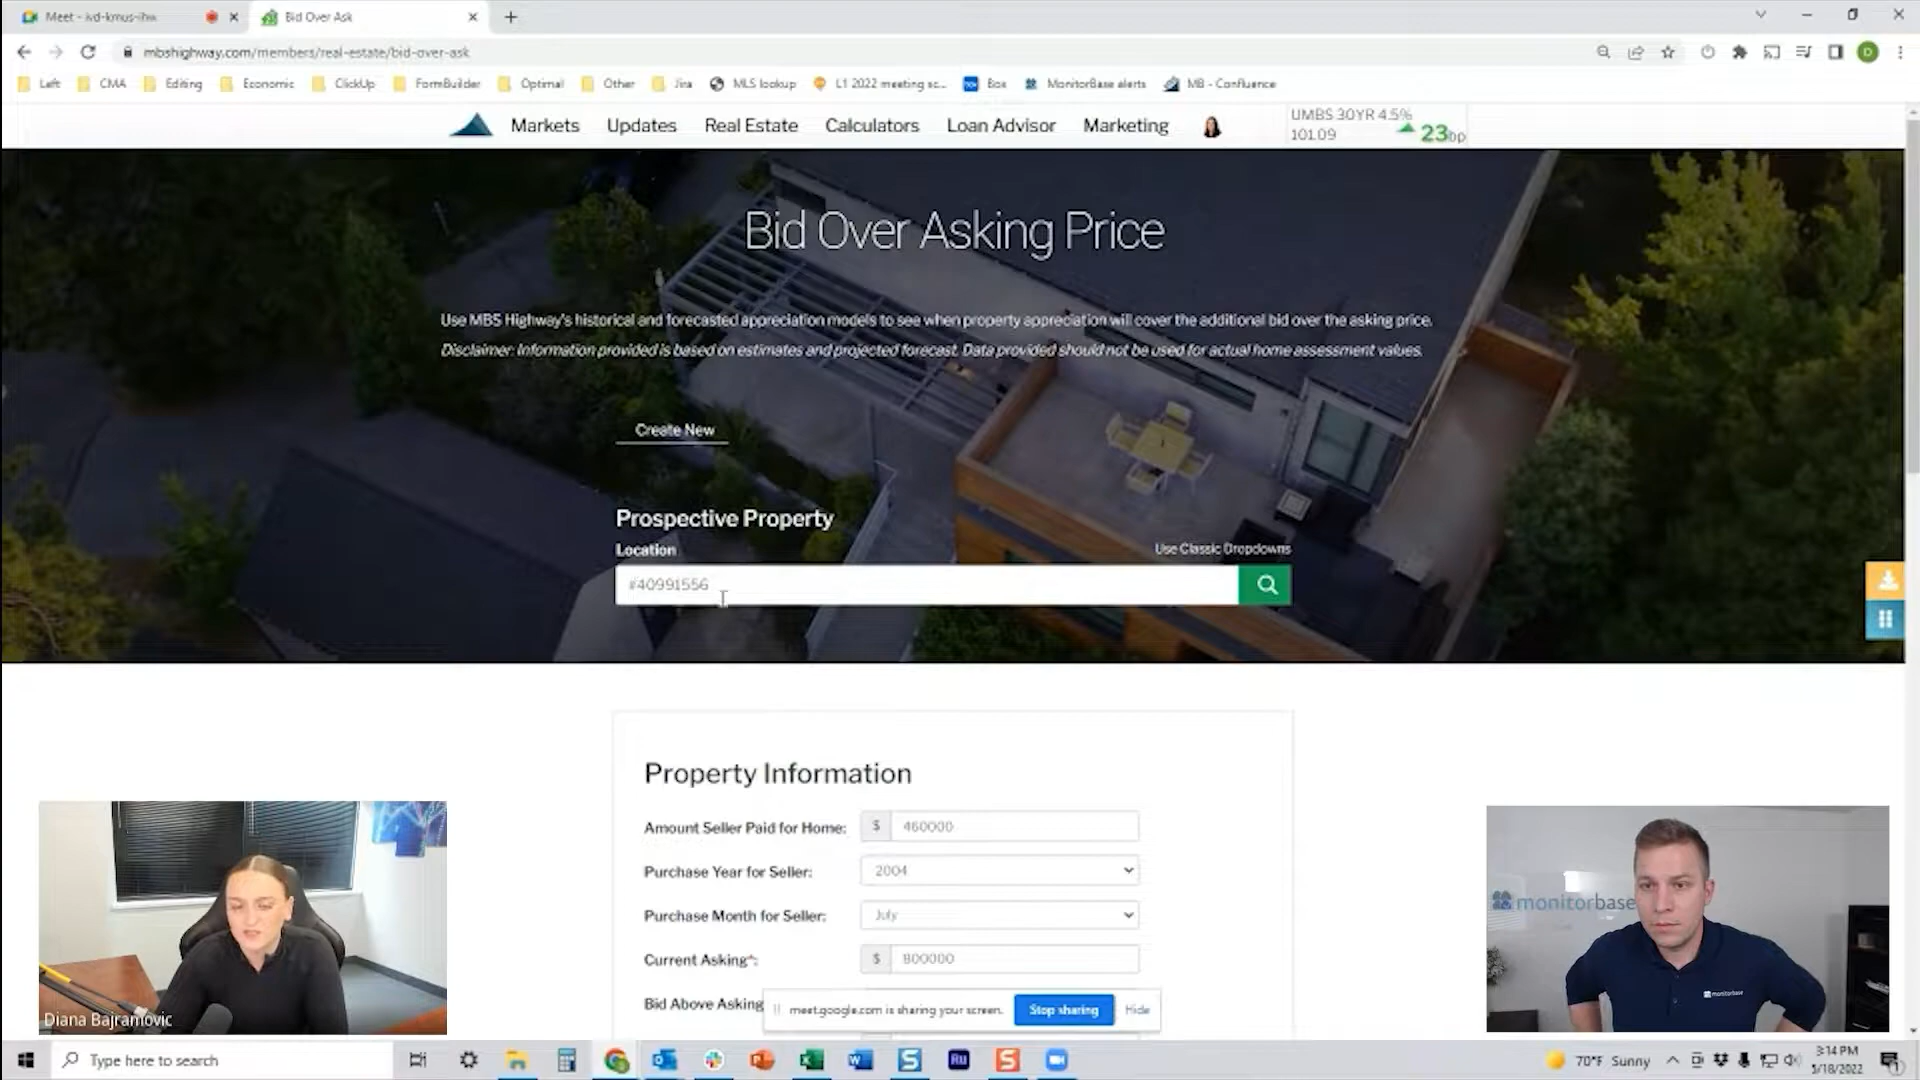 Meet - ivd-kmus-ihw
Bid Over Ask
mbshighway.com/members/real-estate/bid-over-ask
Left
CMA
Editing
Economic
ClickUp
FormBuilder
Optimal
Other
Jira
MLS lookup
L1 2022 meeting sc...
Box
MonitorBase alerts
MB - Confluence
Markets
Updates
Real Estate
Calculators
Loan Advisor
Marketing
UMBS 30YR 4.5%
101.09
23bp
Bid Over Asking Price
Use MBS Highway's historical and forecasted appreciation models to see when property appreciation will cover the additional bid over the asking price.
Disclaimer: Information provided is based on estimates and projected forecast. Data provided should not be used for actual home assessment values.
Create New
Prospective Property
Location
Use Classic Dropdowns
#40991556
Property Information
Amount Seller Paid for Home:
$ 460000
Purchase Year for Seller:
2004
Purchase Month for Seller:
July
Current Asking*:
$ 800000
Bid Above Asking
meet.google.com is sharing your screen.
Stop sharing
Hide
Diana Bajramovic
monitorbase
monitorbase
Type here to search
Ru
70°F Sunny
3:14 PM
5/18/2022